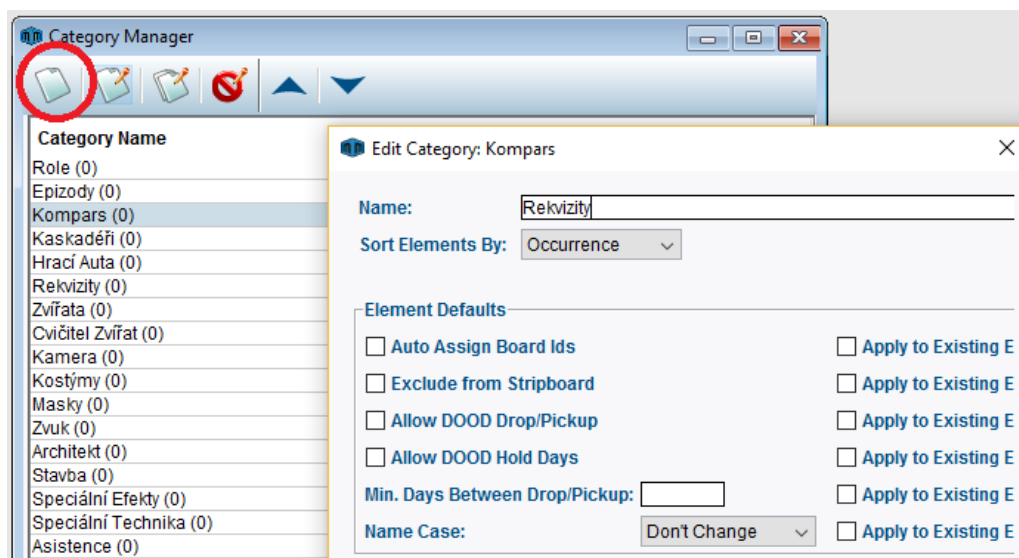 Category Manager
Category Name
Role (0)
Epizody (0)
Kompars (0)
Kaskadéři (0)
Hrací Auta (0)
Rekvizity (0)
Zvířata (0)
Cvičitel Zvířat (0)
Kamera (0)
Kostýmy (0)
Masky (0)
Zvuk (0)
Architekt (0)
Stavba (0)
Speciální Efekty (0)
Speciální Technika (0)
Asistence (0)
Edit Category: Kompars
Name: Rekvizity
Sort Elements By: Occurrence
Element Defaults
Auto Assign Board Ids Apply to Existing E
Exclude from Stripboard Apply to Existing E
Allow DOOD Drop/Pickup Apply to Existing E
Allow DOOD Hold Days Apply to Existing E
Min. Days Between Drop/Pickup: Apply to Existing E
Name Case: Don't Change Apply to Existing E